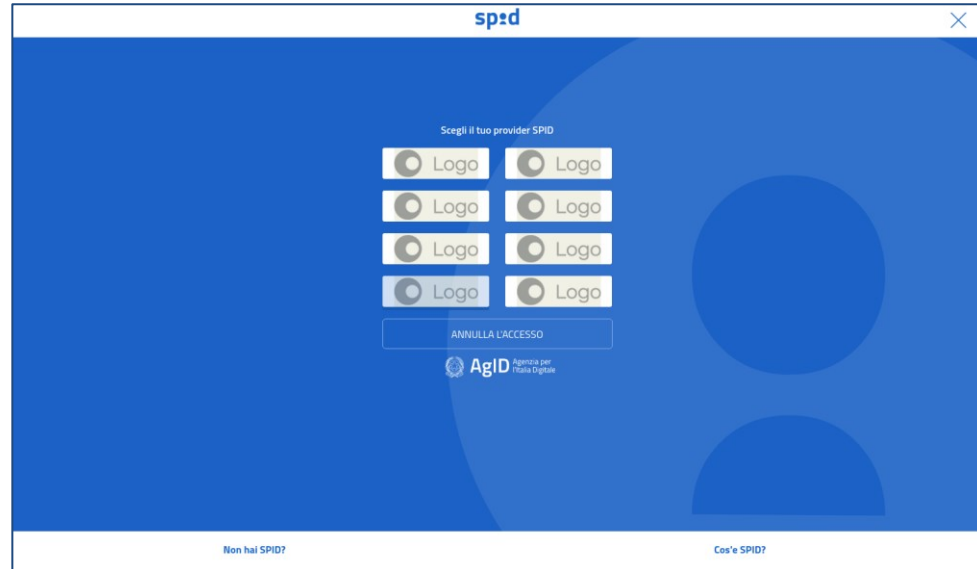 spid
Scegli il tuo provider SPID
Logo Logo
Logo Logo
Logo Logo
Logo Logo
ANNULLA L'ACCESSO
AgID Agenzia per
l'Italia Digitale
Non hai SPID? Cos'e SPID?